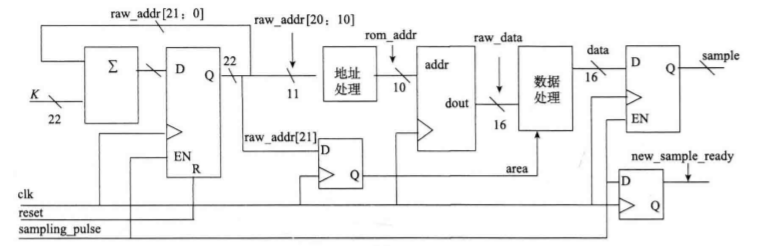 raw_addr[21；0]
raw_addr[20；10]
rom_addr
raw_data
data
sample
Σ
D
Q
22
11
地址
处理
10
addr
dout
16
数据
处理
16
D
Q
EN
K
22
EN
R
raw_addr[21]
D
Q
area
new_sample_ready
D
Q
clk
reset
sampling_pulse